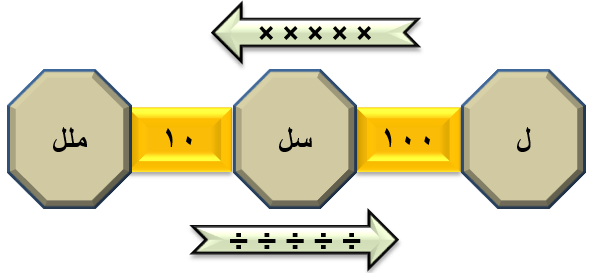 × × × × ×
ل ١٠٠ سل ١٠ ملل
÷ ÷ ÷ ÷ ÷